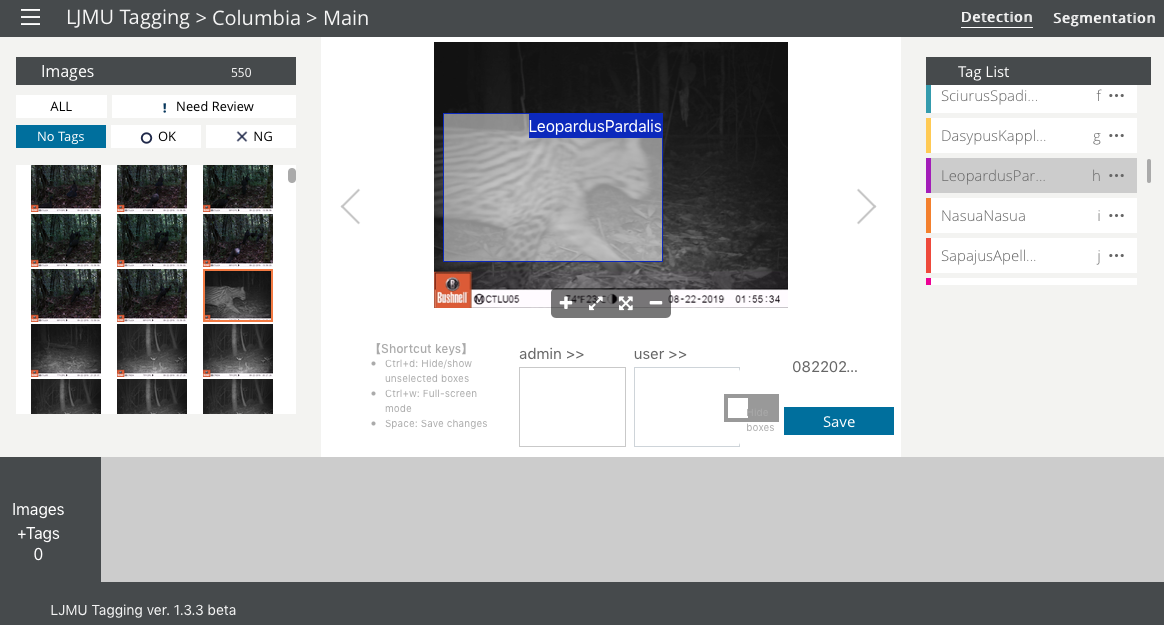 LJMU Tagging > Columbia > Main
Detection Segmentation
Images 550
ALL
! Need Review
No Tags
OK
NG
LeopardusPardalis
Bushnell
M CTLU05
08-22-2019 01:55:34
【Shortcut keys】
Ctrl+d: Hide/show
unselected boxes
Ctrl+w: Full-screen
mode
Space: Save changes
admin >>
user >>
Hide
boxes
082202...
Save
Tag List
SciurusSpadi... f
DasypusKappl... g
LeopardusPar... h
NasuaNasua i
SapajusApell... j
Images
+Tags
0
LJMU Tagging ver. 1.3.3 beta